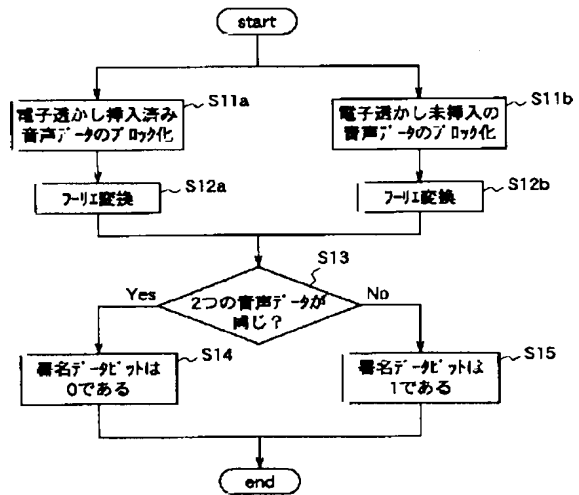 start
電子透かし挿入済み
音声データのブロック化
S11a
電子透かし未挿入の
音声データのブロック化
S11b
フーリエ変換
S12a
フーリエ変換
S12b
S13
2つの音声データが
同じ？
Yes
No
署名データビットは
0である
S14
署名データビットは
1である
S15
end